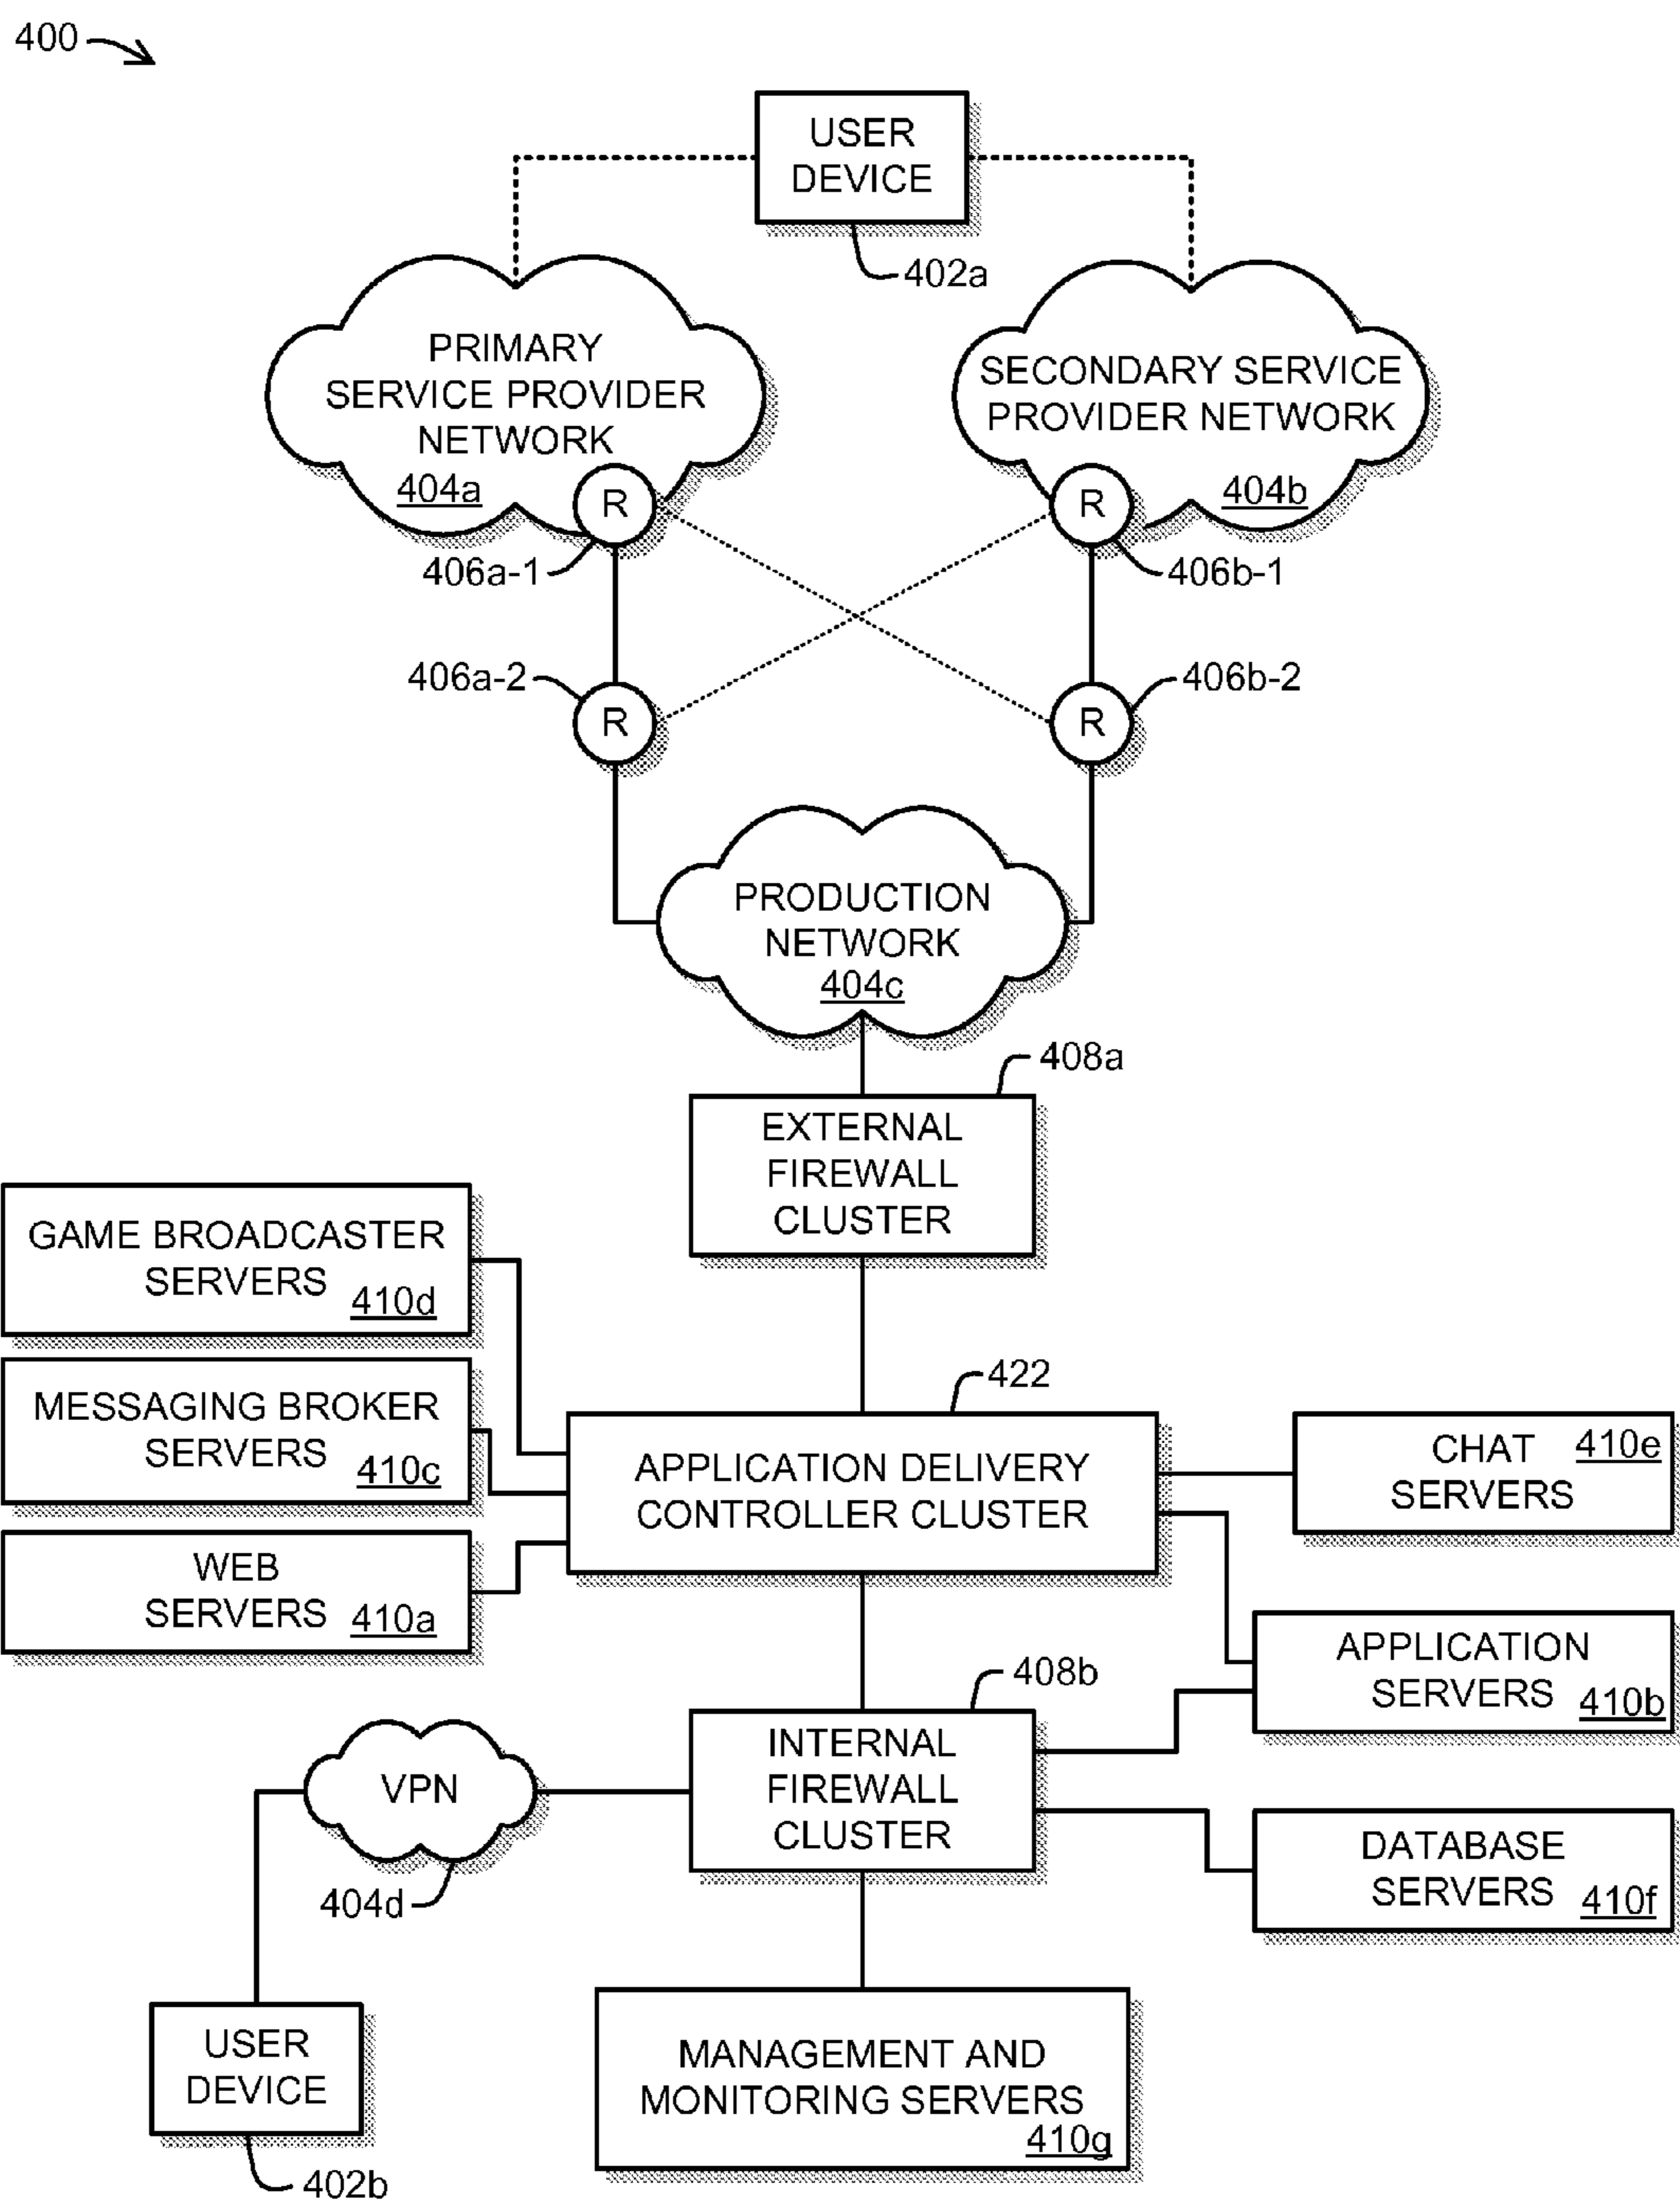 400
USER
DEVICE
402a
PRIMARY
SERVICE PROVIDER
NETWORK
404a
SECONDARY SERVICE
PROVIDER NETWORK
404b
R
R
406a-1
406b-1
406a-2
406b-2
R
R
PRODUCTION
NETWORK
404c
408a
EXTERNAL
FIREWALL
CLUSTER
GAME BROADCASTER
SERVERS
410d
MESSAGING BROKER
SERVERS
410c
WEB
SERVERS
410a
422
APPLICATION DELIVERY
CONTROLLER CLUSTER
CHAT
SERVERS
410e
APPLICATION
SERVERS
410b
408b
INTERNAL
FIREWALL
CLUSTER
VPN
404d
DATABASE
SERVERS
410f
USER
DEVICE
402b
MANAGEMENT AND
MONITORING SERVERS
410g